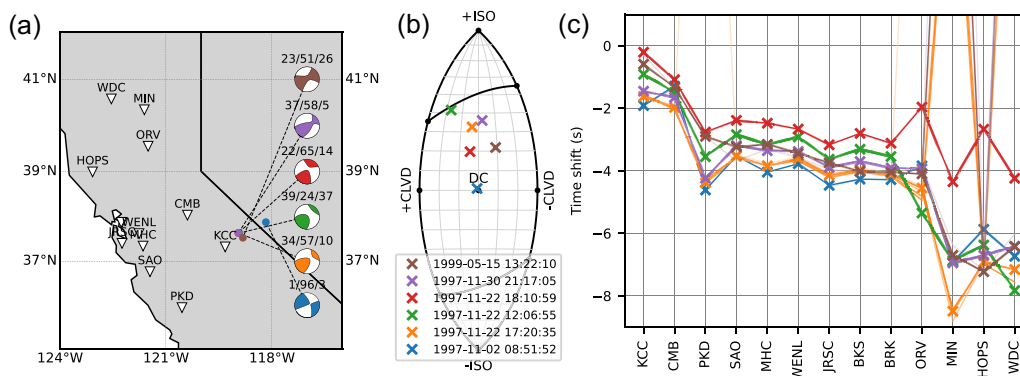 (a)
(b)
(c)
41°N
39°N
37°N
41°N
39°N
37°N
124°W
121°W
118°W
WDC
MIN
ORV
HOPS
CMB
WENL
MHC
KCC
SAO
PKD
23/51/26
37/58/5
22/65/14
39/24/37
34/57/10
1/96/3
+ISO
+CLVD
DC
-CLVD
-ISO
1999-05-15 13:22:10
1997-11-30 21:17:05
1997-11-22 18:10:59
1997-11-22 12:06:55
1997-11-22 17:20:35
1997-11-02 08:51:52
Time shift (s)
0
−2
−4
−6
−8
KCC
CMB
PKD
SAO
MHC
WENL
JRSC
BKS
BRK
ORV
MIN
HOPS
WDC